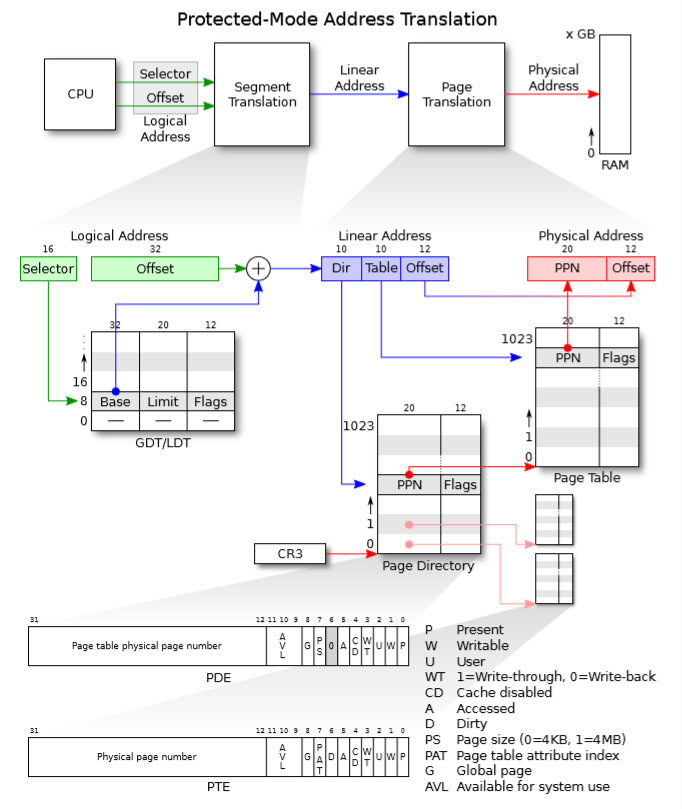 Protected-Mode Address Translation
x GB
CPU
Selector
Offset
Logical
Address
Segment
Translation
Linear
Address
Page
Translation
Physical
Address
0
RAM
Logical Address
16 32
Selector Offset
Linear Address
10 10 12
Dir Table Offset
Physical Address
20 12
PPN Offset
32 20 12
16
8 Base Limit Flags
0
GDT/LDT
20 12
1023
PPN Flags
1
0
Page Table
20 12
1023
PPN Flags
1
0
Page Directory
CR3
31 12 11 10 9 8 7 6 5 4 3 2 1 0
Page table physical page number AVL G PS 0 A CD WT U W P
PDE
31 12 11 10 9 8 7 6 5 4 3 2 1 0
Physical page number AVL G PAT D A CD WT U W P
PTE
P Present
W Writable
U User
WT 1=Write-through, 0=Write-back
CD Cache disabled
A Accessed
D Dirty
PS Page size (0=4KB, 1=4MB)
PAT Page table attribute index
G Global page
AVL Available for system use